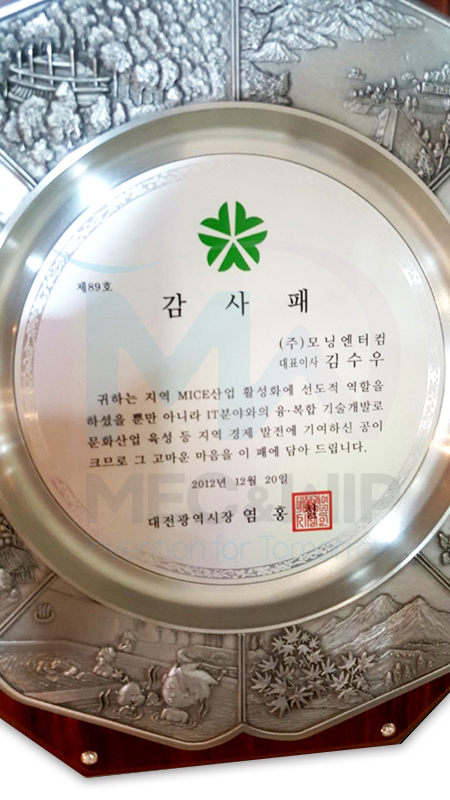 제89호
감 사 패
(주)모닝엔터컴
대표이사 김수우
귀하는 지역 MICE산업 활성화에 선도적 역할을
하셨을 뿐만 아니라 IT분야와의 융·복합 기술개발로
문화산업 육성 등 지역 경제 발전에 기여하신 공이
크므로 그 고마운 마음을 이 패에 담아 드립니다.
2012년 12월 20일
대전광역시장 염 홍
for Tomorrow